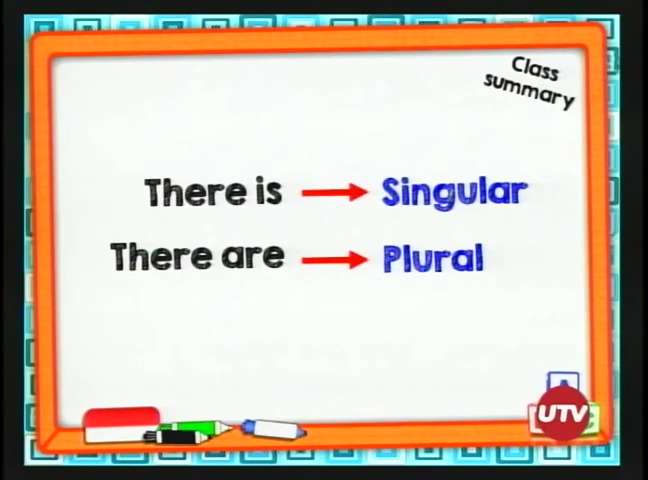 Class
summary
There is → Singular
There are → Plural
A
UTV